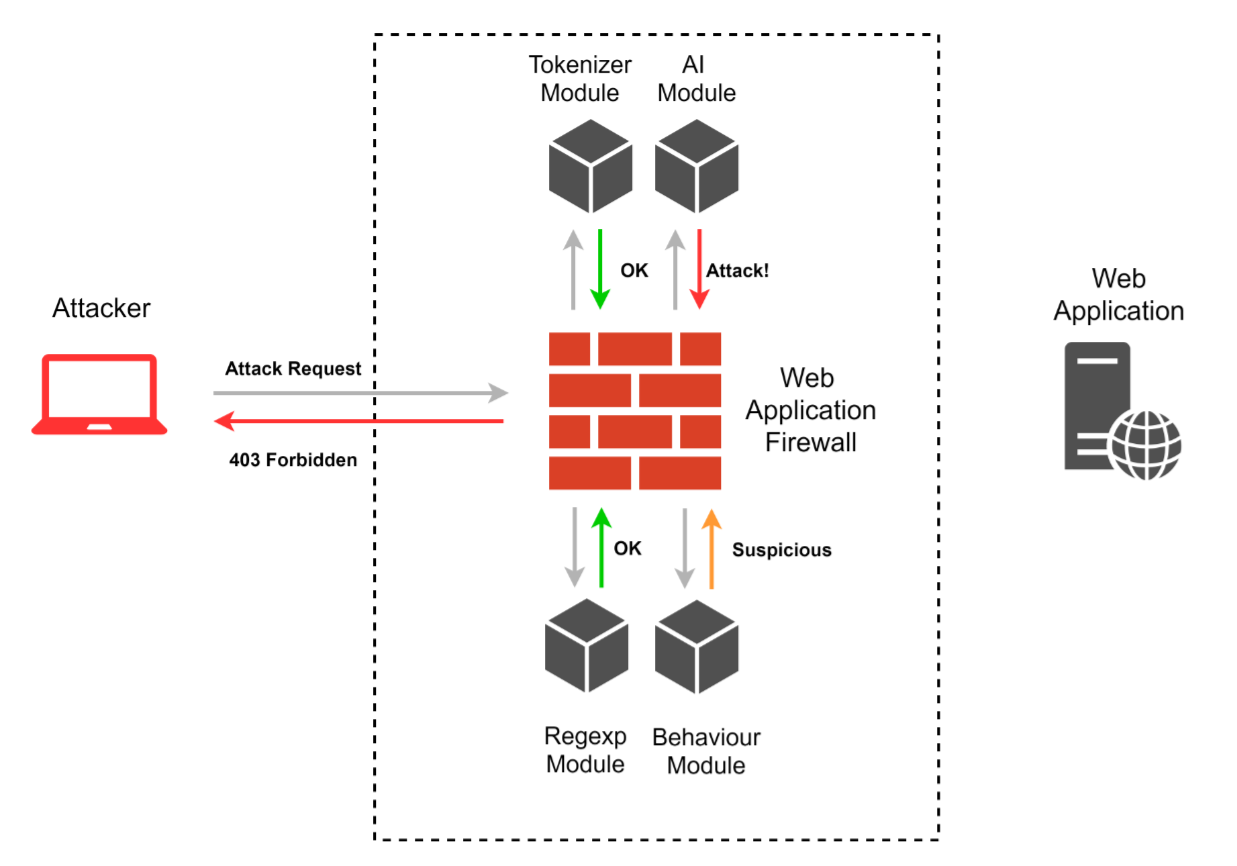 Tokenizer
Module
AI
Module
OK
Attack!
Attacker
Web
Application
Attack Request
403 Forbidden
Web
Application
Firewall
OK
Suspicious
Regexp
Module
Behaviour
Module